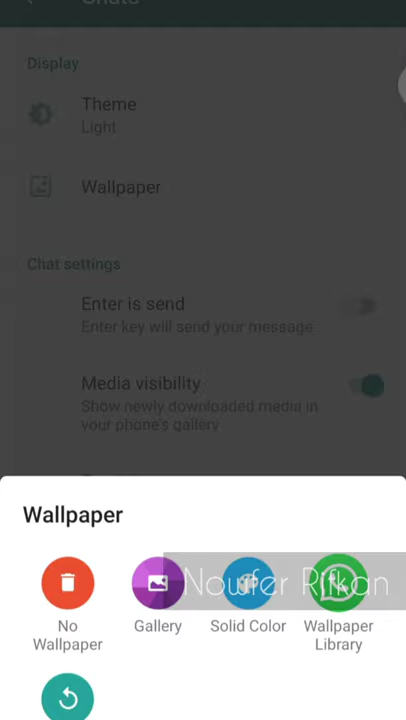 Chats
Display
Theme
Light
Wallpaper
Chat settings
Enter is send
Enter key will send your message
Media visibility
Show newly downloaded media in
your phone's gallery
Wallpaper
Nowfer Rifkan
No
Wallpaper
Gallery
Solid Color
Wallpaper
Library